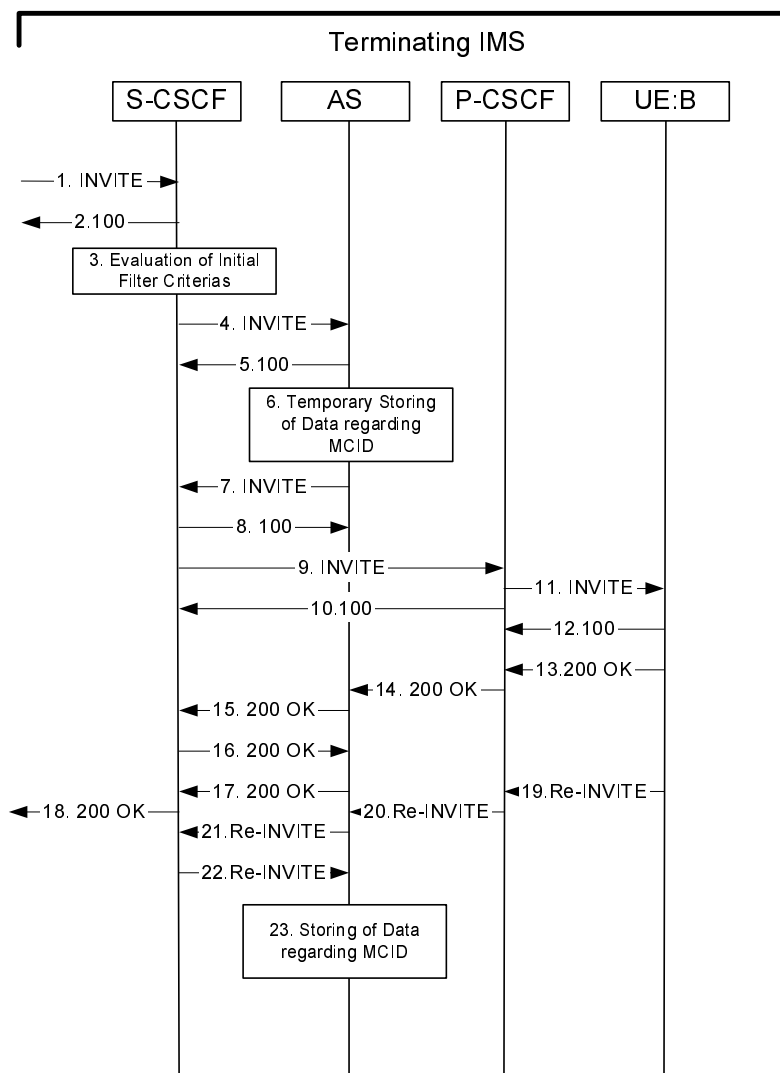 Terminating IMS
S-CSCF
AS
P-CSCF
UE:B
1. INVITE
2.100
3. Evaluation of Initial
Filter Criterias
4. INVITE
5.100
6. Temporary Storing
of Data regarding
MCID
7. INVITE
8. 100
9. INVITE
11. INVITE
10.100
12.100
13.200 OK
14. 200 OK
15. 200 OK
16. 200 OK
17. 200 OK
19.Re-INVITE
18. 200 OK
20.Re-INVITE
21.Re-INVITE
22.Re-INVITE
23. Storing of Data
regarding MCID